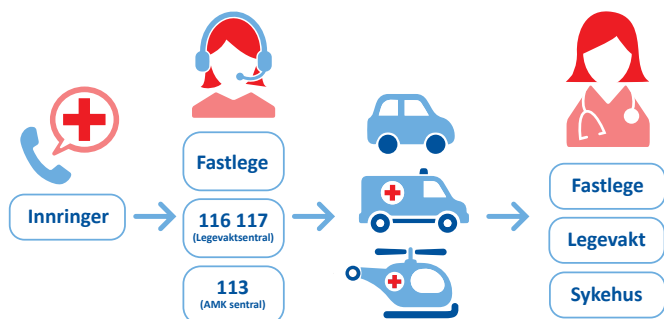 Innringer
Fastlege
116 117
(Legevaktsentral)
113
(AMK sentral)
Fastlege
Legevakt
Sykehus